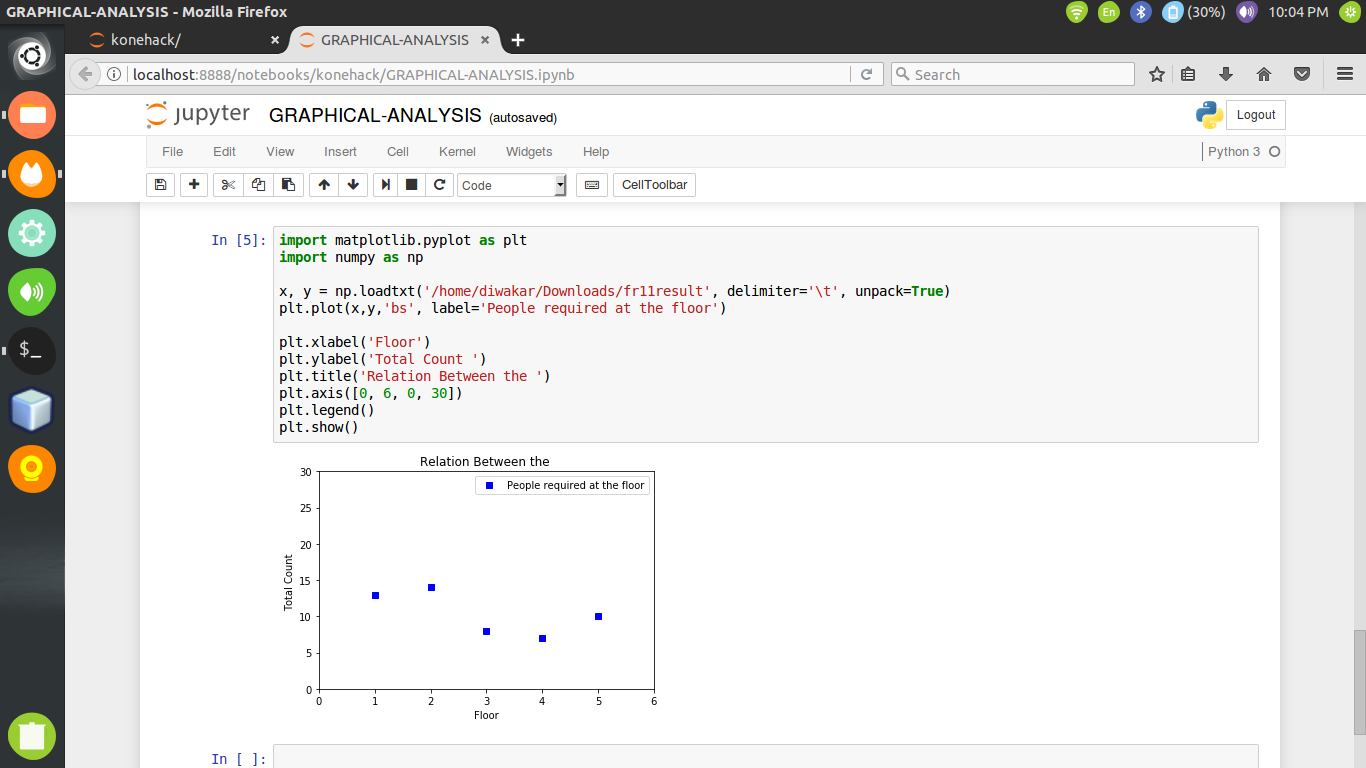 GRAPHICAL-ANALYSIS - Mozilla Firefox
En
(30%)
10:04 PM
konehack/ ×
GRAPHICAL-ANALYSIS ×
+
localhost:8888/notebooks/konehack/GRAPHICAL-ANALYSIS.ipynb
Search
jupyter GRAPHICAL-ANALYSIS (autosaved)
Logout
File Edit View Insert Cell Kernel Widgets Help
Python 3
Code
CellToolbar
In [5]:
import matplotlib.pyplot as plt
import numpy as np
x, y = np.loadtxt('/home/diwakar/Downloads/fr11result', delimiter='\t', unpack=True)
plt.plot(x,y,'bs', label='People required at the floor')
plt.xlabel('Floor')
plt.ylabel('Total Count ')
plt.title('Relation Between the ')
plt.axis([0, 6, 0, 30])
plt.legend()
plt.show()
Relation Between the
People required at the floor
30
25
20
15
10
5
0
Total Count
0 1 2 3 4 5 6
Floor
In [ ]:
$_